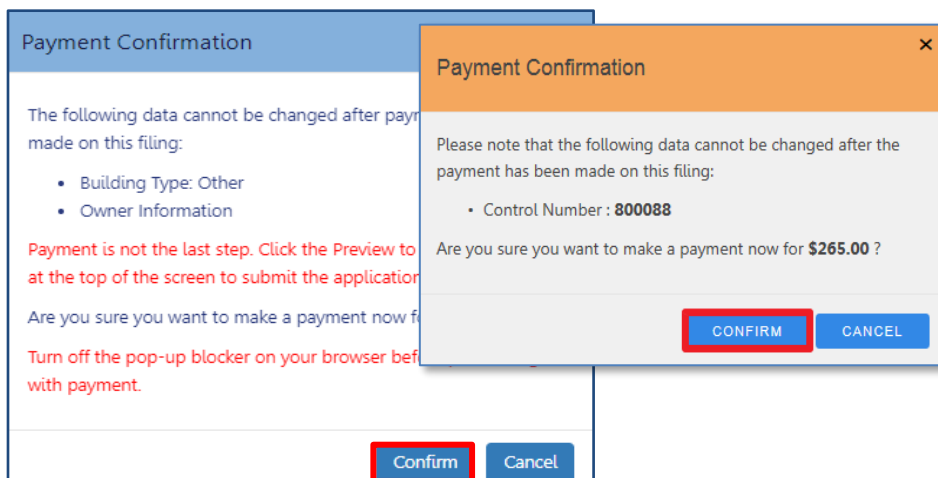 Payment Confirmation
The following data cannot be changed after
made on this filing:
• Building Type: Other
• Owner Information
Payment is not the last step. Click the Preview to
at the top of the screen to submit the application
Are you sure you want to make a payment now
Turn off the pop-up blocker on your browser
with payment.
Confirm Cancel
×
Payment Confirmation
Please note that the following data cannot be changed after the
payment has been made on this filing:
• Control Number : 800088
Are you sure you want to make a payment now for $265.00 ?
CONFIRM CANCEL